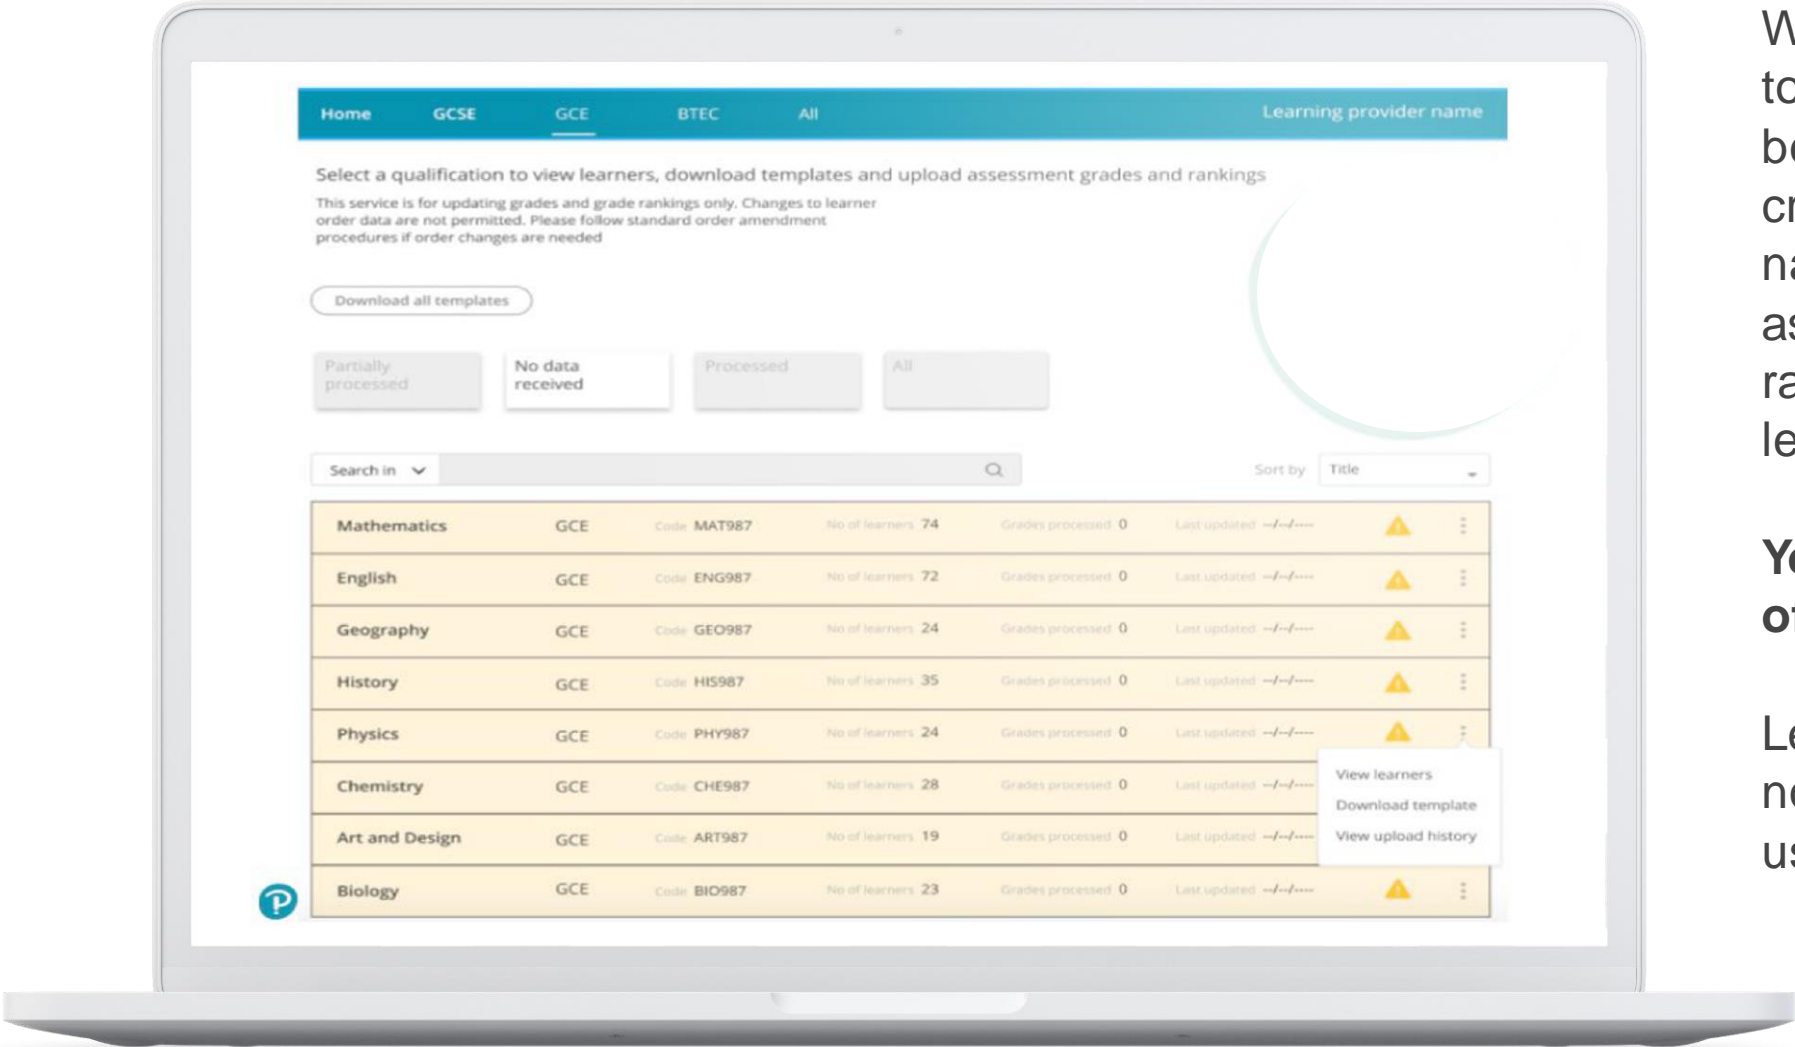 Home GCSE GCE BTEC All Learning provider name
Select a qualification to view learners, download templates and upload assessment grades and rankings
This service is for updating grades and grade rankings only. Changes to learner
order data are not permitted. Please follow standard order amendment
procedures if order changes are needed
Download all templates
Partially
processed
No data
received
Processed
All
Search in
Sort by Title
Mathematics GCE Code MAT987 No of learners 74 Grades processed 0 Last updated --/--/----
English GCE Code ENG987 No of learners 72 Grades processed 0 Last updated --/--/----
Geography GCE Code GEO987 No of learners 24 Grades processed 0 Last updated --/--/----
History GCE Code HIS987 No of learners 35 Grades processed 0 Last updated --/--/----
Physics GCE Code PHY987 No of learners 24 Grades processed 0 Last updated --/--/----
View learners
Download template
View upload history
Chemistry GCE Code CHE987 No of learners 28 Grades processed 0 Last updated --/--/----
Art and Design GCE Code ART987 No of learners 19 Grades processed 0 Last updated --/--/----
Biology GCE Code BIO987 No of learners 23 Grades processed 0 Last updated --/--/----
P